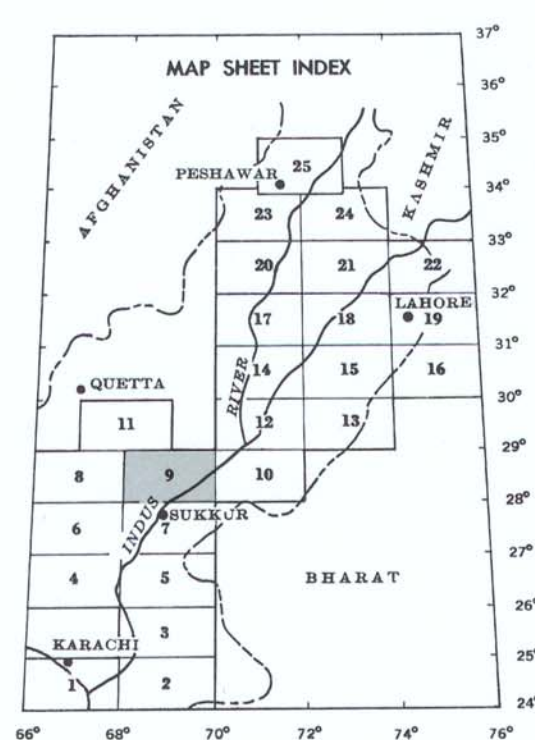 37°
MAP SHEET INDEX
36°
AFGHANISTAN
KASHMIR
35°
25
PESHAWAR
34°
23 24
33°
20 21 22
32°
LAHORE
17 18 19
31°
RIVER
14 15 16
QUETTA
30°
11 12 13
29°
8 9 10
28°
INDUS
SUKKUR
6 7
27°
BHARAT
4 5
26°
3
KARACHI
25°
1 2
24°
66° 68° 70° 72° 74° 76°